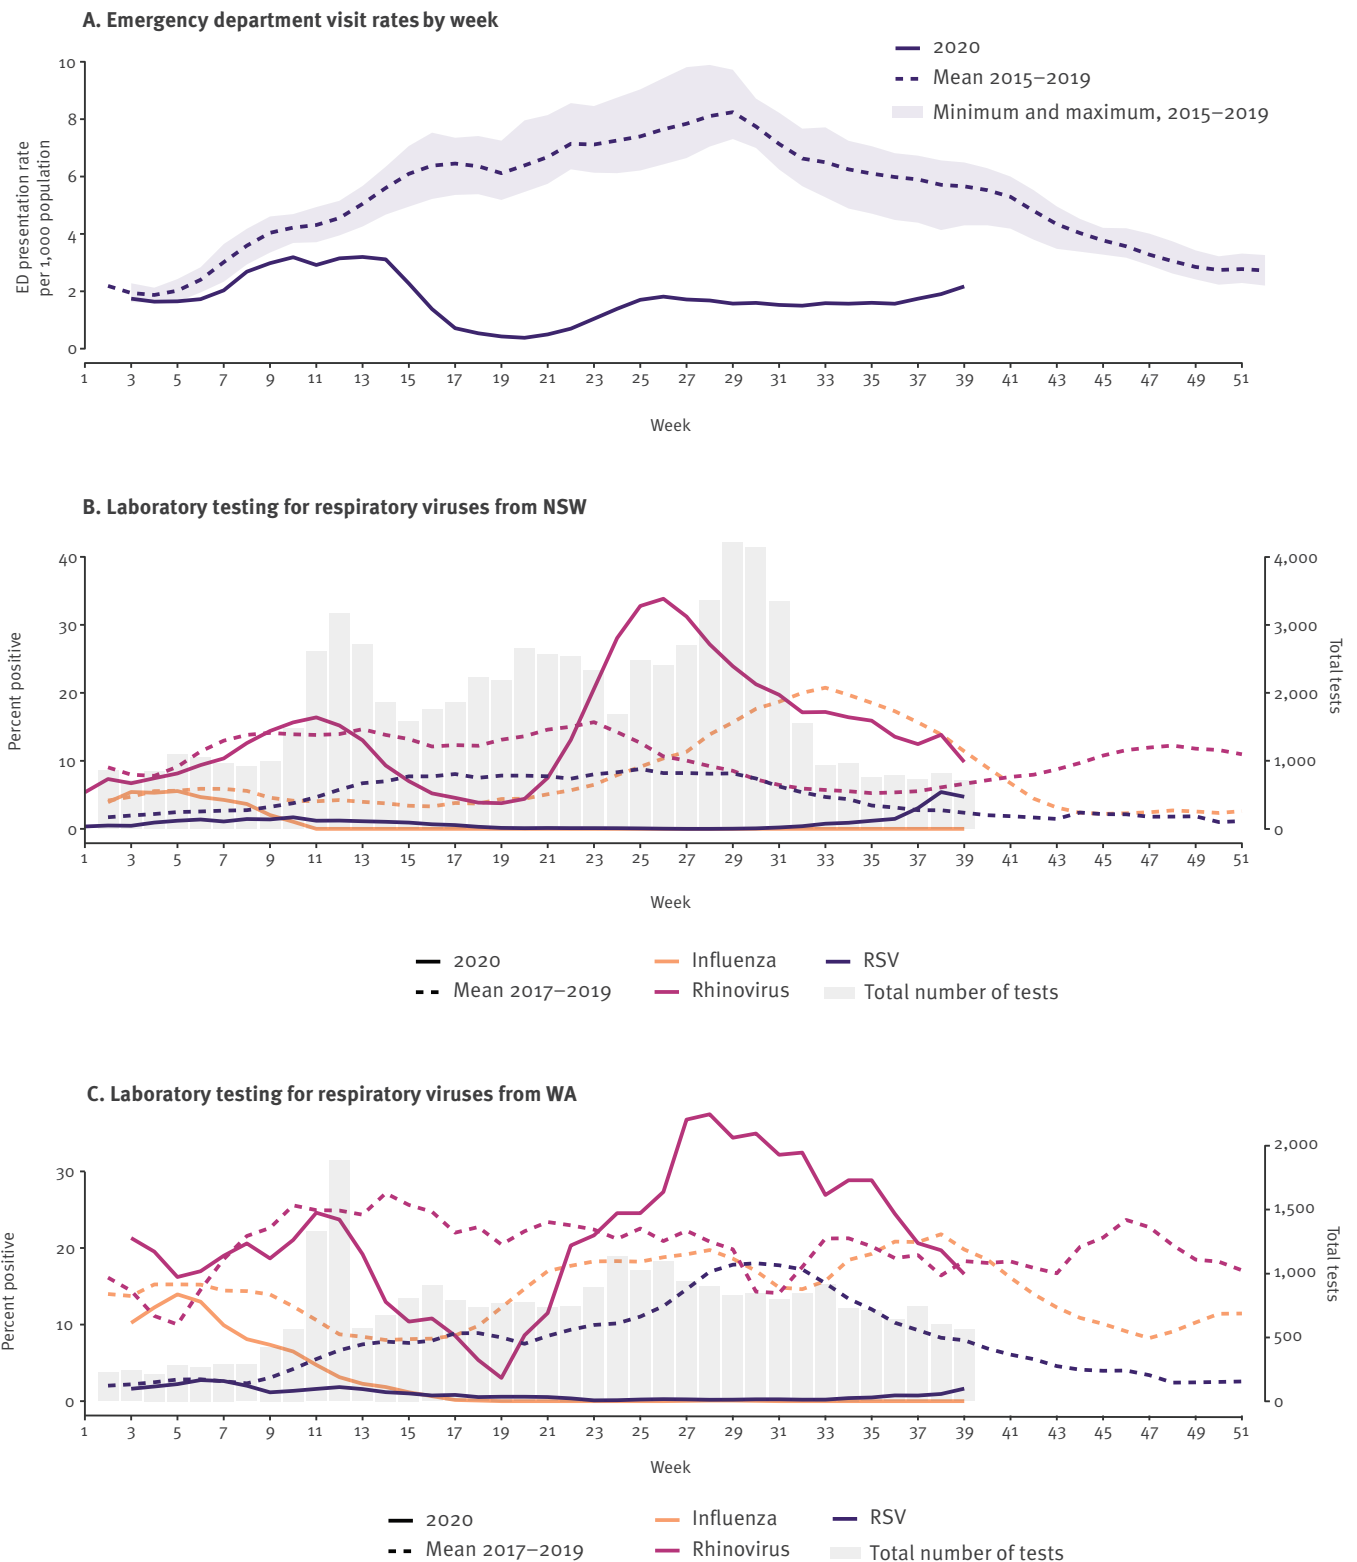 A. Emergency department visit rates by week
2020
Mean 2015–2019
Minimum and maximum, 2015–2019
ED presentation rate
per 1,000 population
10
8
6
4
2
0
1 3 5 7 9 11 13 15 17 19 21 23 25 27 29 31 33 35 37 39 41 43 45 47 49 51
Week
B. Laboratory testing for respiratory viruses from NSW
Percent positive
40
30
20
10
0
4,000
3,000
2,000
1,000
0
Total tests
1 3 5 7 9 11 13 15 17 19 21 23 25 27 29 31 33 35 37 39 41 43 45 47 49 51
Week
2020 Influenza RSV
Mean 2017–2019 Rhinovirus Total number of tests
C. Laboratory testing for respiratory viruses from WA
Percent positive
30
20
10
0
2,000
1,500
1,000
500
0
Total tests
1 3 5 7 9 11 13 15 17 19 21 23 25 27 29 31 33 35 37 39 41 43 45 47 49 51
Week
2020 Influenza RSV
Mean 2017–2019 Rhinovirus Total number of tests